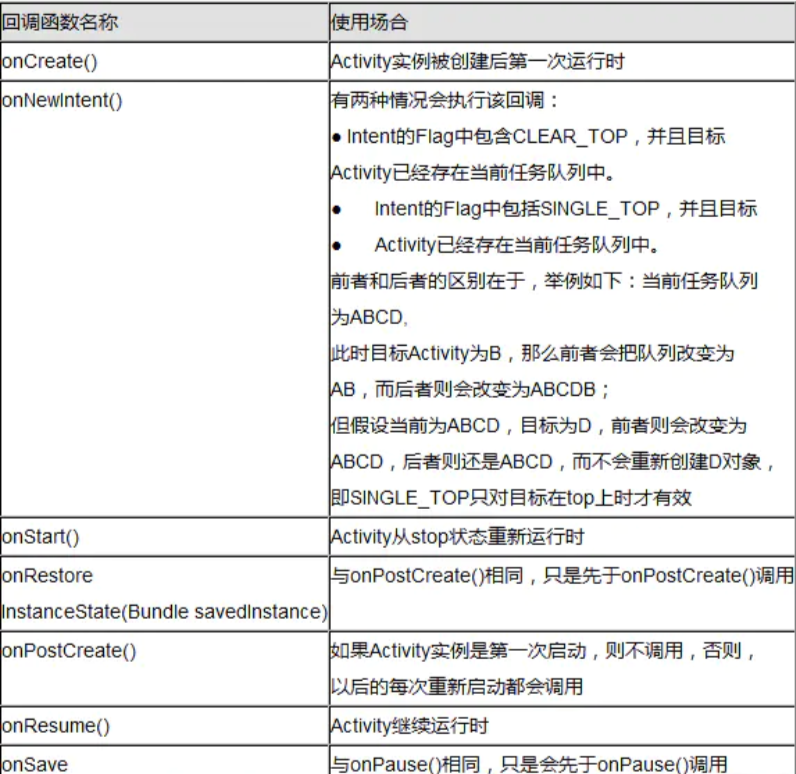 回调函数名称 使用场合
onCreate() Activity实例被创建后第一次运行时
onNewIntent() 有两种情况会执行该回调：
● Intent的Flag中包含CLEAR_TOP，并且目标
Activity已经存在当前任务队列中。
● Intent的Flag中包括SINGLE_TOP，并且目标
● Activity已经存在当前任务队列中。
前者和后者的区别在于，举例如下：当前任务队列
为ABCD,
此时目标Activity为B，那么前者会把队列改变为
AB，而后者则会改变为ABCDB；
但假设当前为ABCD，目标为D，前者则会改变为
ABCD，后者则还是ABCD，而不会重新创建D对象，
即SINGLE_TOP只对目标在top上时才有效
onStart() Activity从stop状态重新运行时
onRestore 与onPostCreate()相同，只是先于onPostCreate()调用
InstanceState(Bundle savedInstance)
onPostCreate() 如果Activity实例是第一次启动，则不调用，否则，
以后的每次重新启动都会调用
onResume() Activity继续运行时
onSave 与onPause()相同，只是会先于onPause()调用